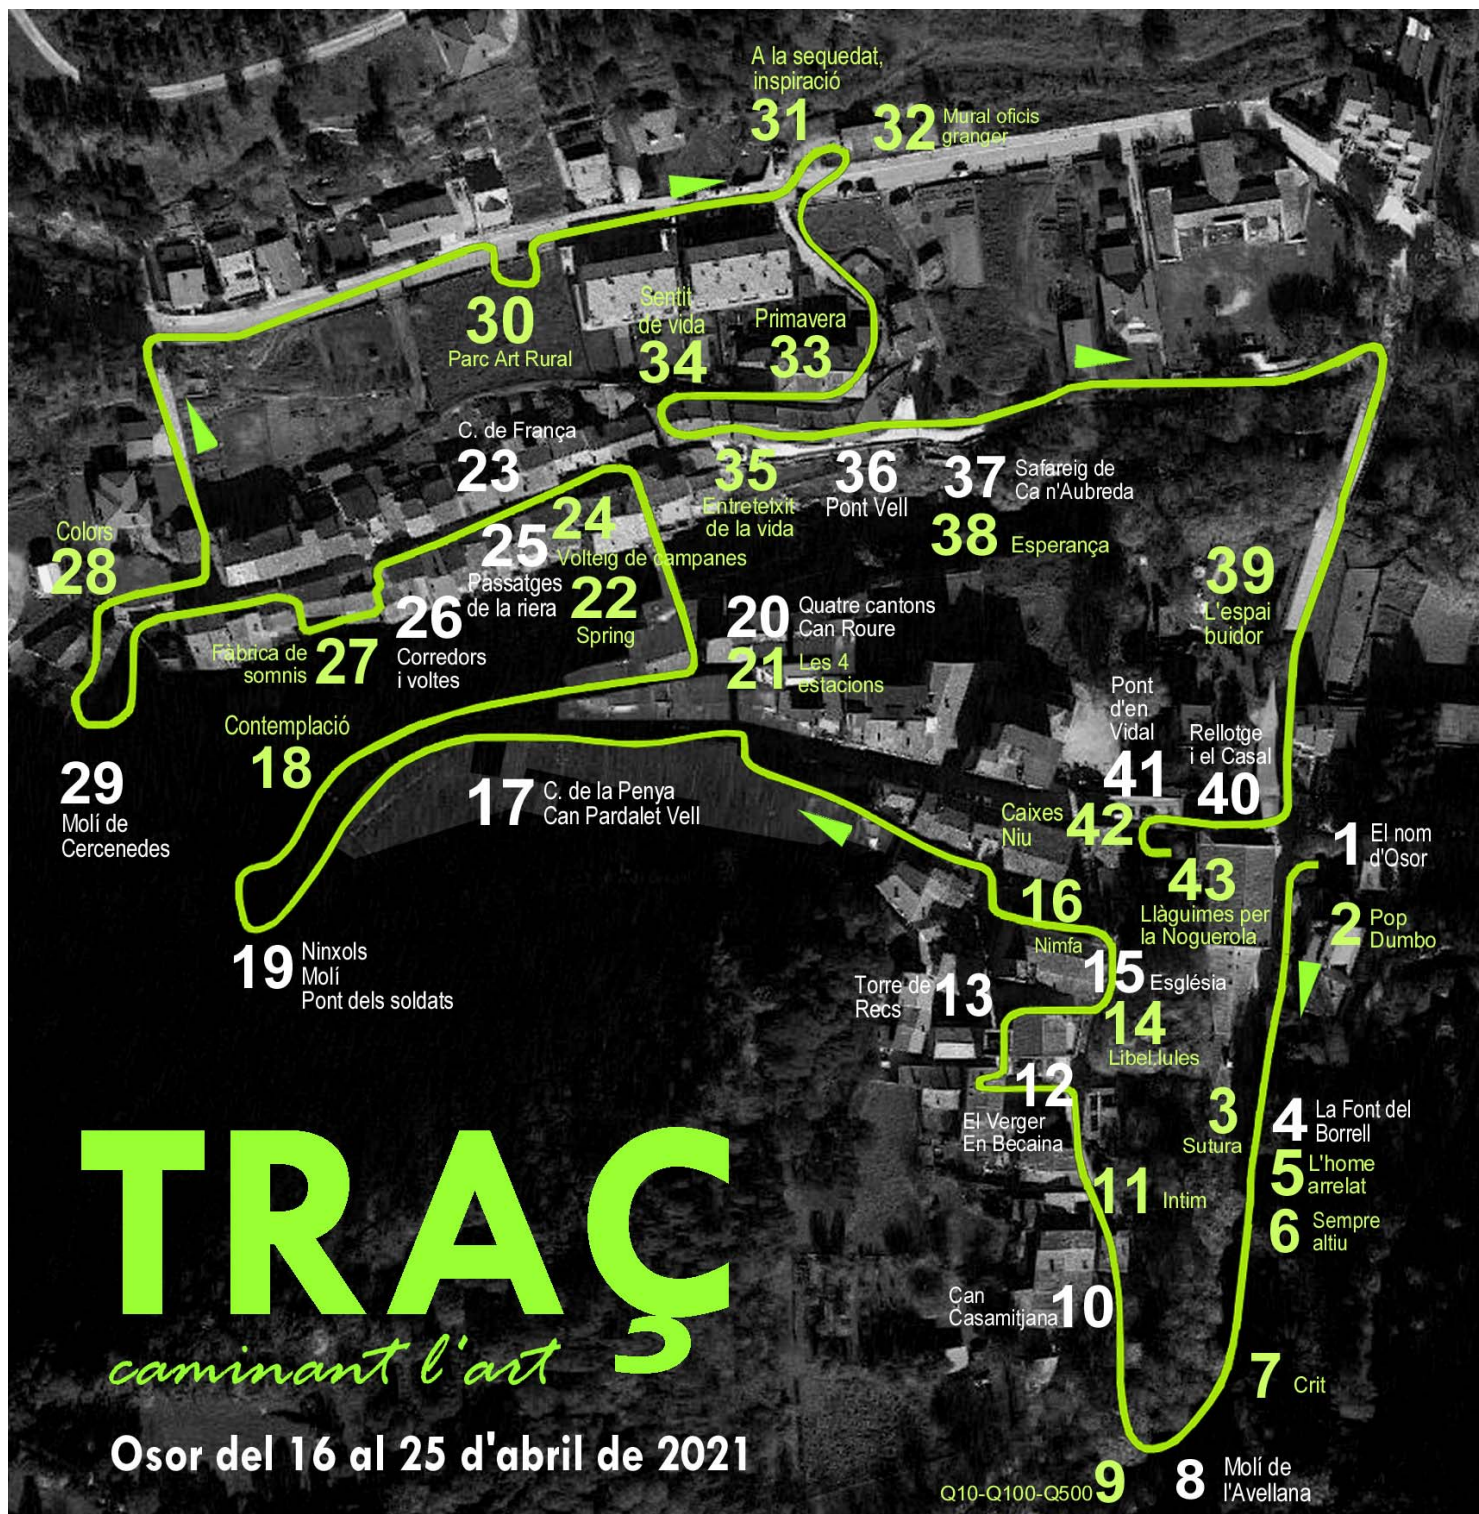 A la sequedat,
inspiració
31
32 Mural oficis
granger
30
Parc Art Rural
Sentit
de vida
34
Primavera
33
C. de França
23
24
Volteig de campanes
25
Passatges
de la riera
22
Spring
26
Corredors
i voltes
Fàbrica de
somnis 27
Colors
28
29
Molí de
Cercenedes
35
Entreteixit
de la vida
36
Pont Vell
37 Safareig de
Ca n'Aubreda
38 Esperança
39
L'espai
buidor
20 Quatre cantons
Can Roure
21 Les 4
estacions
Contemplació
18
17 C. de la Penya
Can Pardalet Vell
19 Ninxols
Molí
Pont dels soldats
Pont
d'en
Vidal
41
Rellotge
i el Casal
40
Caixes
Niu 42
43
Llàguimes per
la Noguerola
1 El nom
d'Osor
2 Pop
Dumbo
16
Nimfa
15 Església
14
Libel.lules
Torre de
Recs 13
12
El Verger
En Becaina
3
Sutura
4 La Font del
Borrell
5 L'home
arrelat
6 Sempre
altiu
11 Intim
Can
Casamitjana 10
7 Crit
8 Molí de
l'Avellana
Q10-Q100-Q500 9
TRAÇ
caminant l'art
Osor del 16 al 25 d'abril de 2021